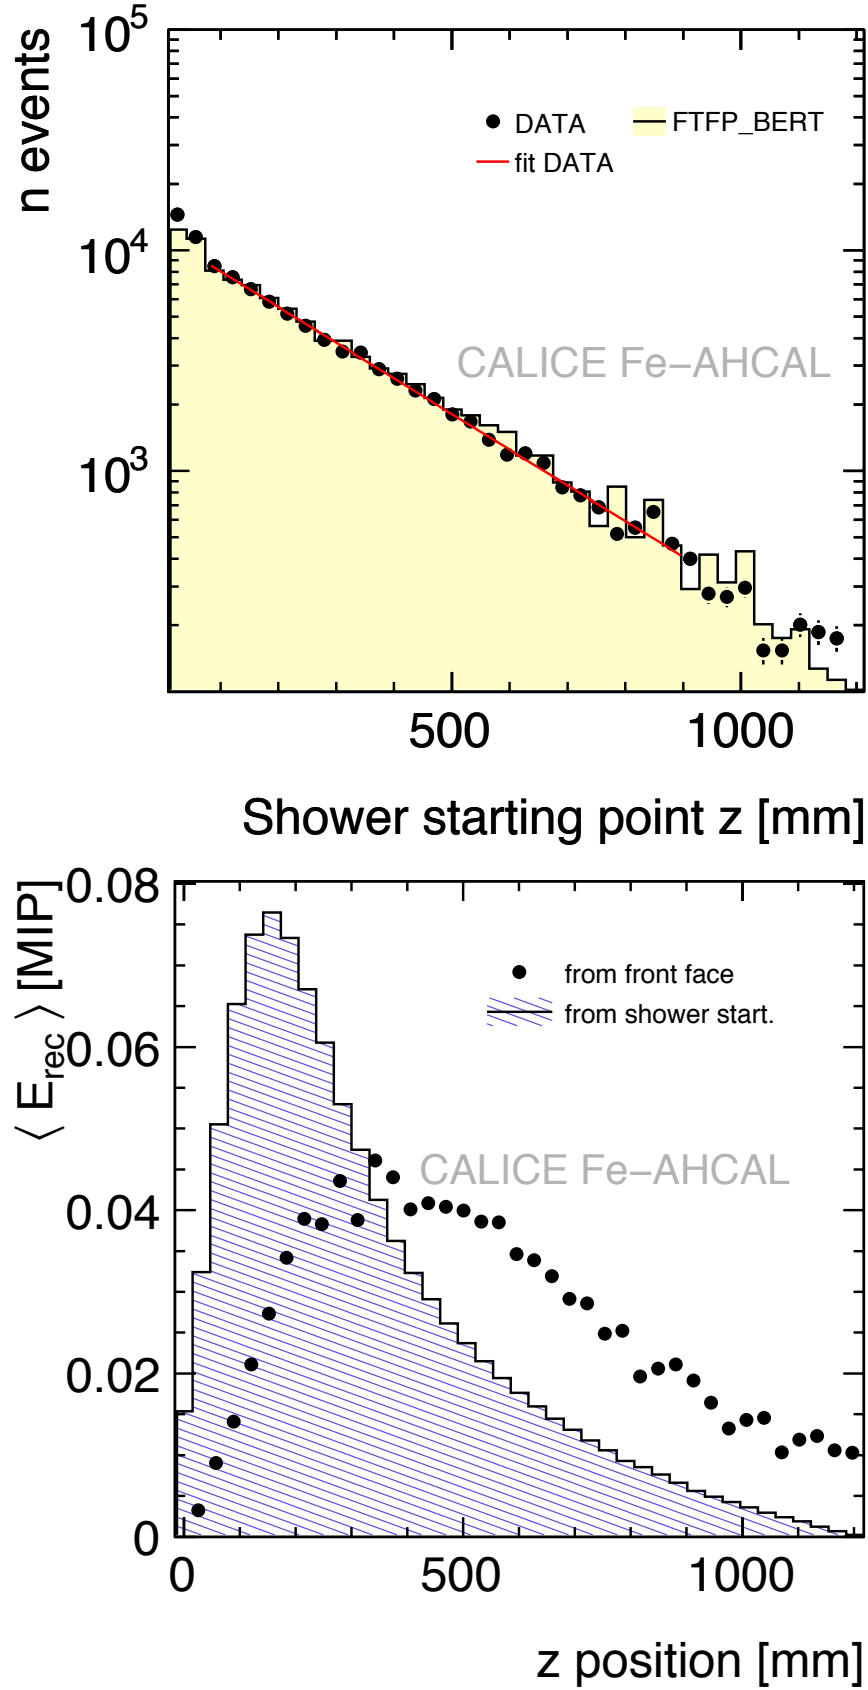 n events
10^5
10^4
10^3
DATA
FTFP_BERT
fit DATA
CALICE Fe−AHCAL
500
1000
Shower starting point z [mm]
⟨ E_rec ⟩ [MIP]
0.08
0.06
0.04
0.02
0
from front face
from shower start.
CALICE Fe−AHCAL
0
500
1000
z position [mm]